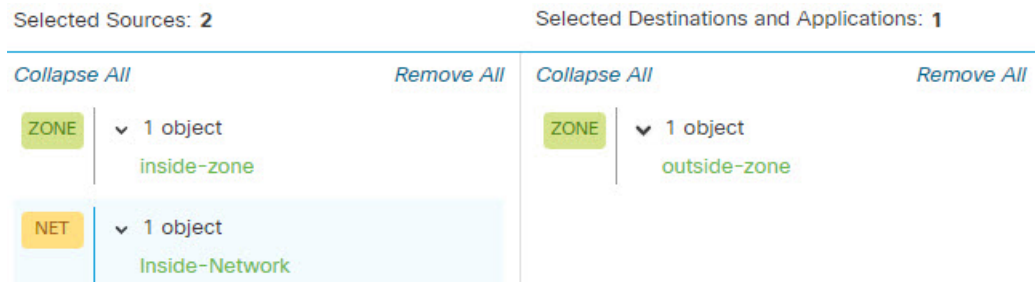 Selected Sources: 2
Collapse All Remove All
ZONE 1 object
inside-zone
NET 1 object
Inside-Network
Selected Destinations and Applications: 1
Collapse All Remove All
ZONE 1 object
outside-zone